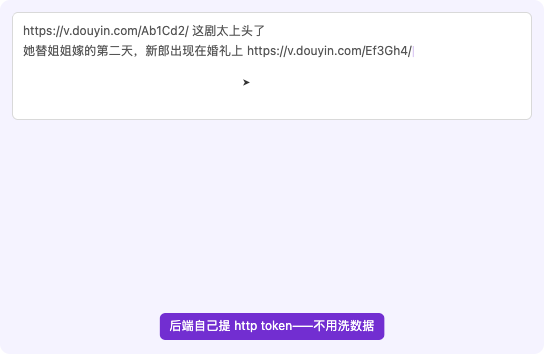 https://v.douyin.com/Ab1Cd2/ 这剧太上头了
她替姐姐嫁的第二天，新郎出现在婚礼上 https://v.douyin.com/Ef3Gh4/
后端自己提 http token——不用洗数据